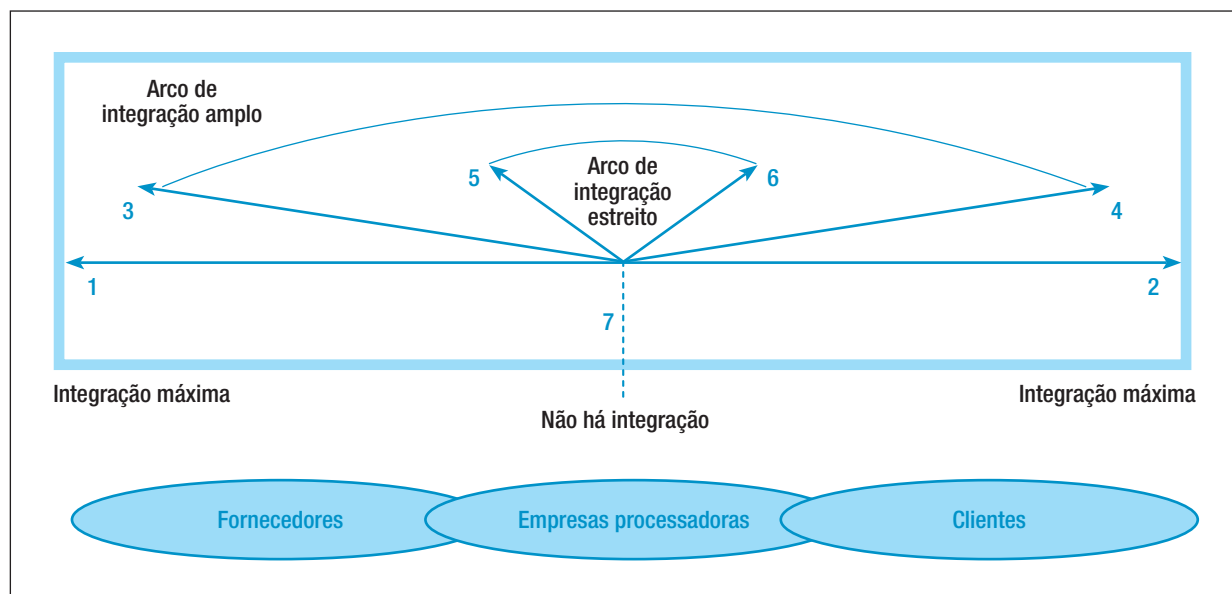 Arco de
integração amplo
5
Arco de
integração
estreito
6
3
4
1
2
7
Integração máxima
Integração máxima
Não há integração
Fornecedores
Empresas processadoras
Clientes